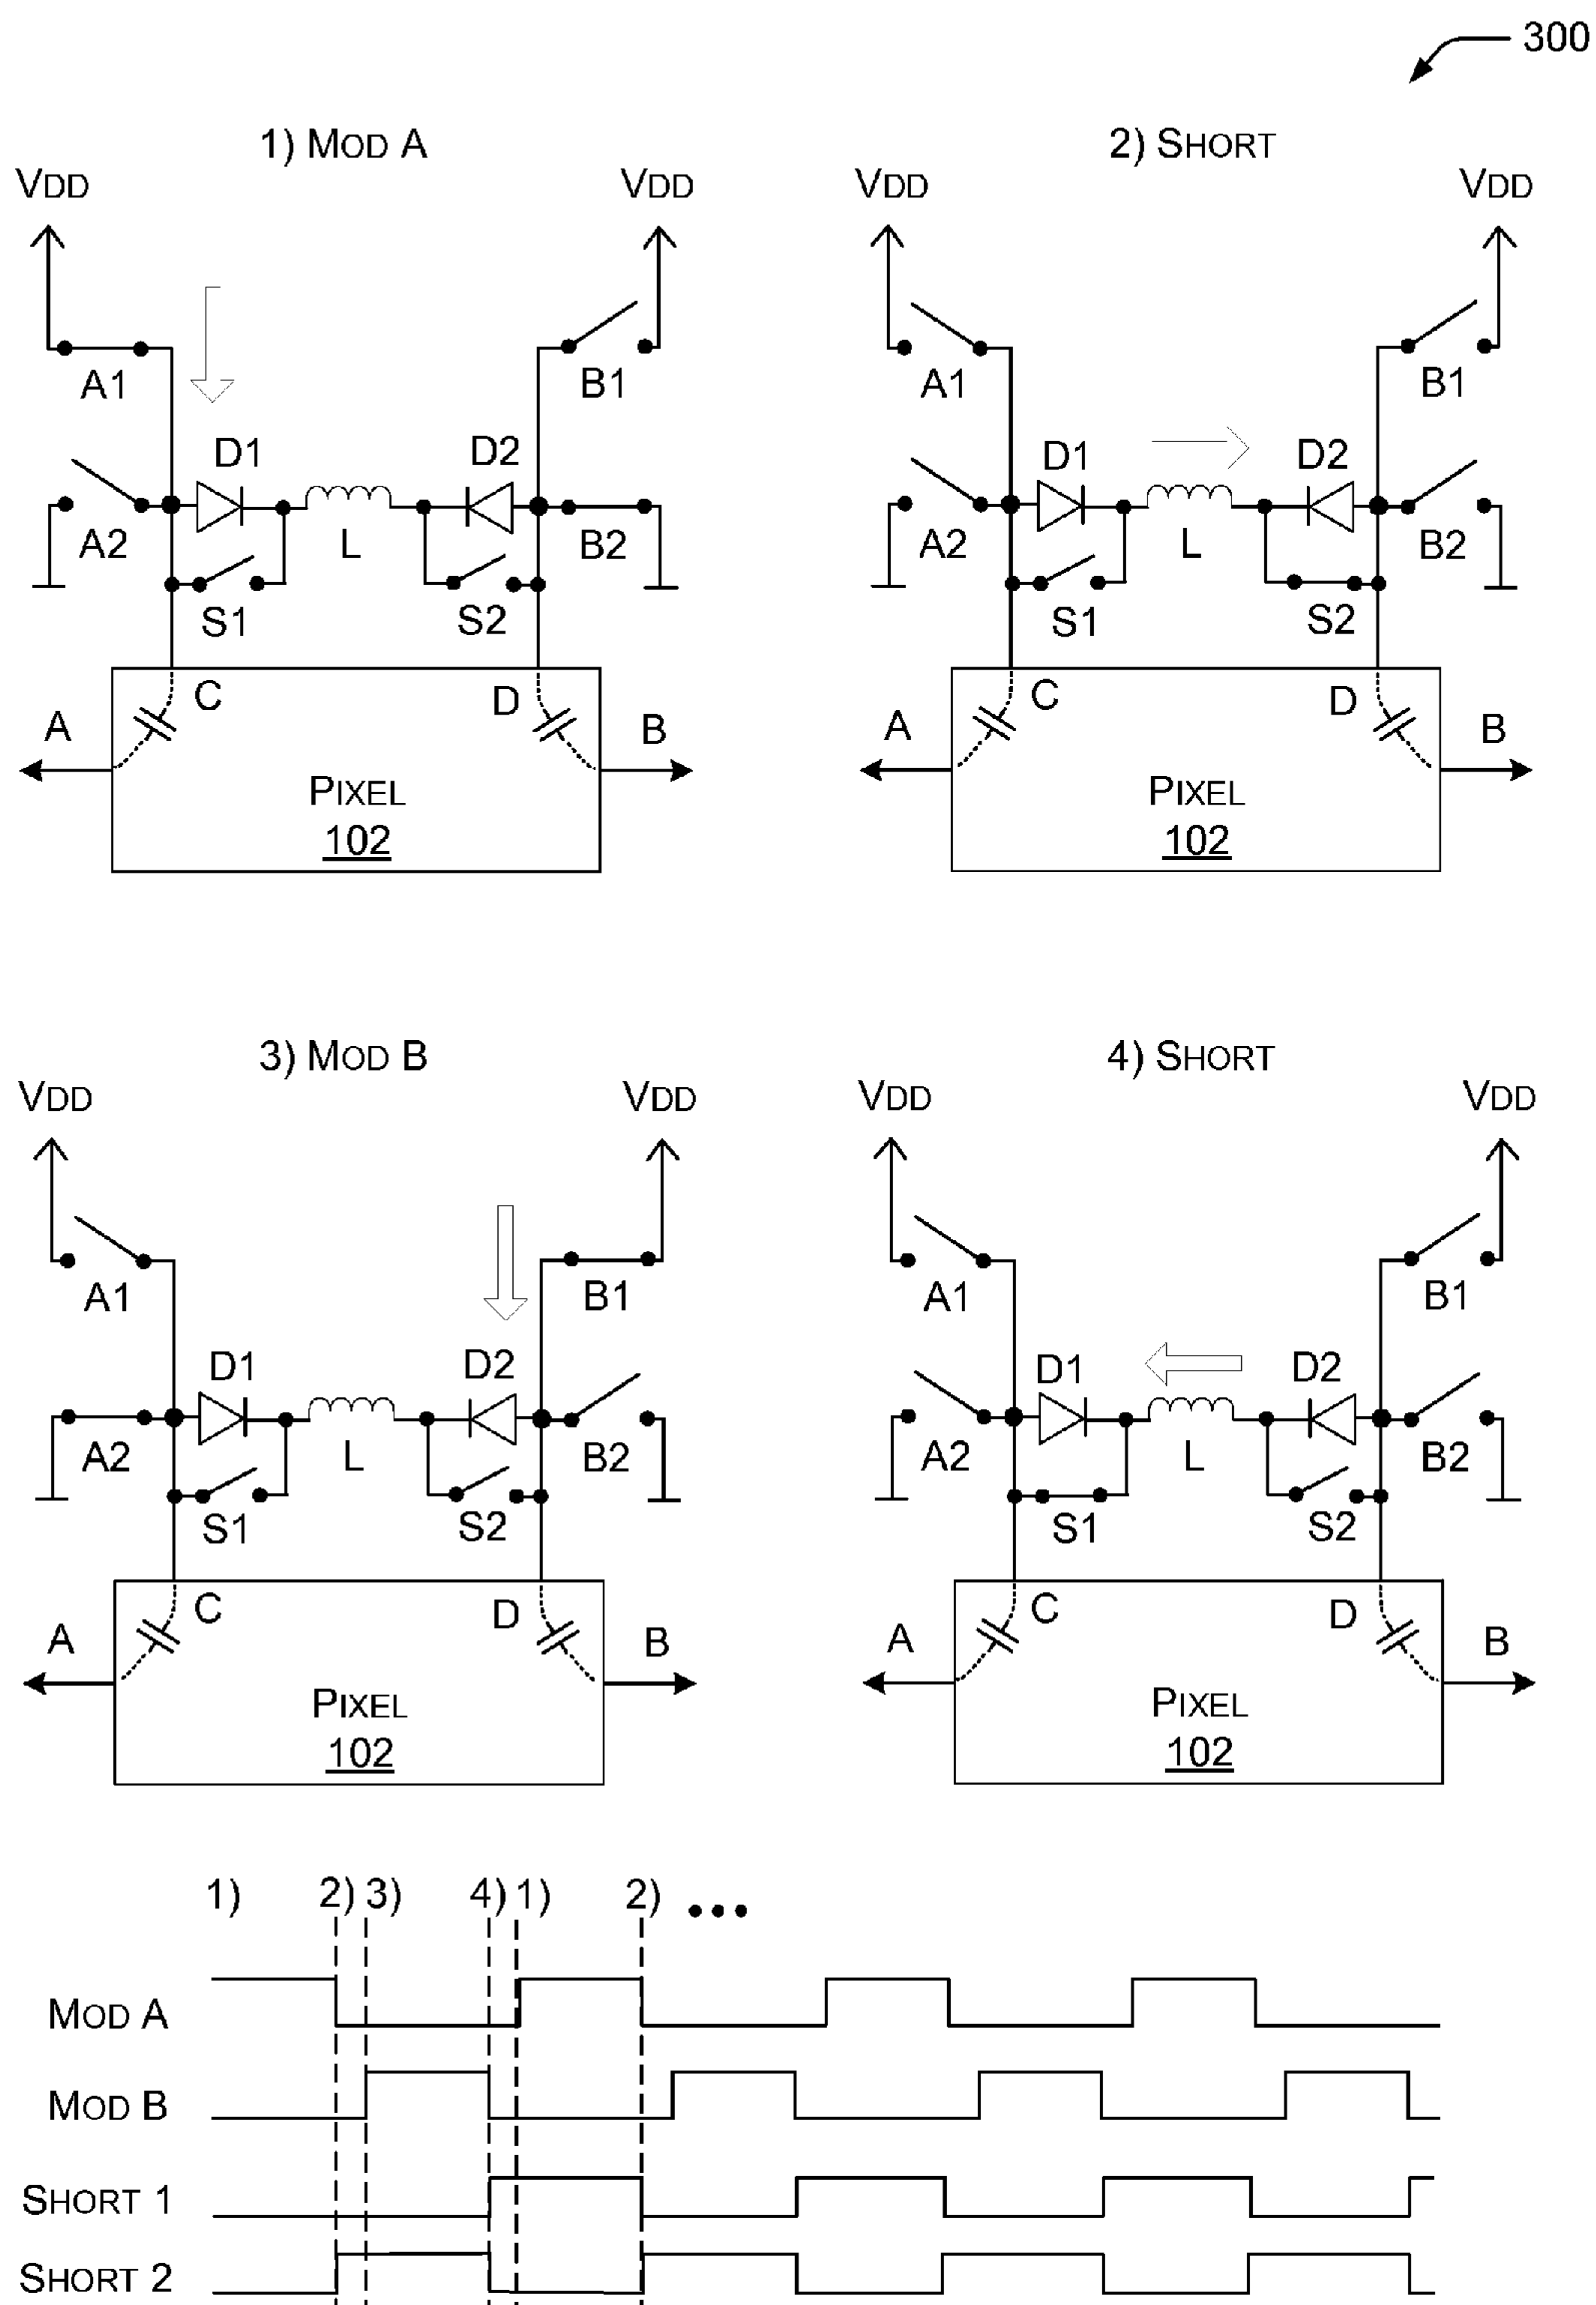 300
1) MOD A
VDD
VDD
A1
B1
D1
D2
A2
L
B2
S1
S2
C
D
A
B
PIXEL
102
2) SHORT
VDD
VDD
A1
B1
D1
D2
A2
L
B2
S1
S2
C
D
A
B
PIXEL
102
3) MOD B
VDD
VDD
A1
B1
D1
D2
A2
L
B2
S1
S2
C
D
A
B
PIXEL
102
4) SHORT
VDD
VDD
A1
B1
D1
D2
A2
L
B2
S1
S2
C
D
A
B
PIXEL
102
1) 2) 3) 4) 1) 2) •••
MOD A
MOD B
SHORT 1
SHORT 2